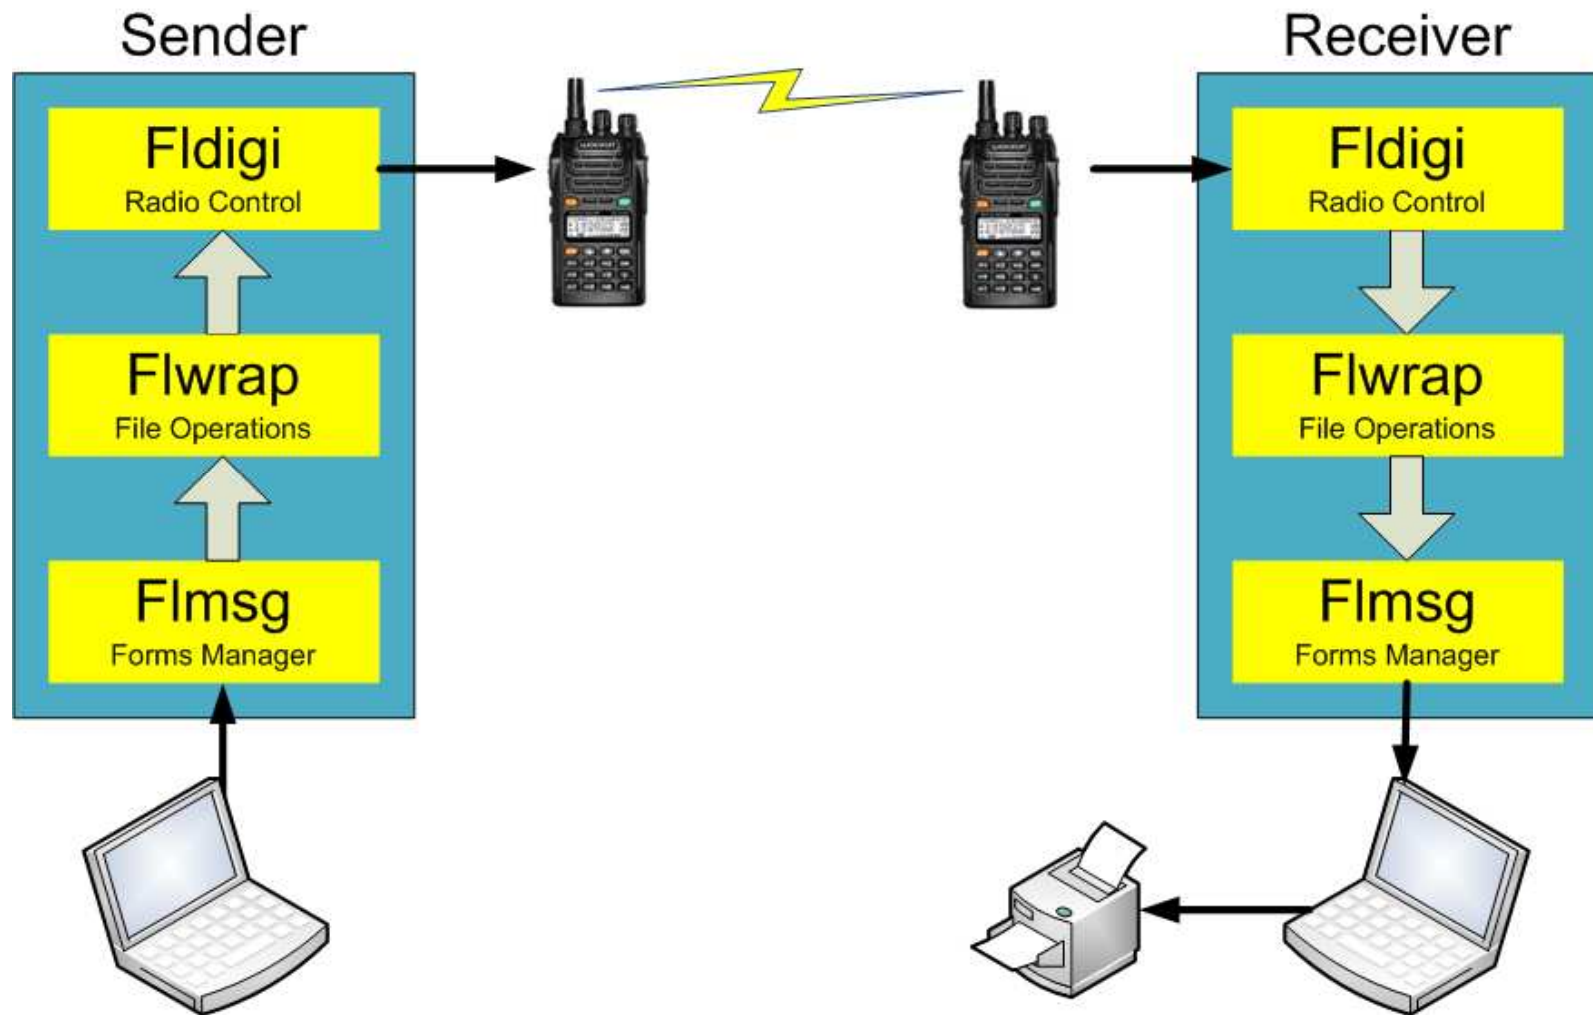 Sender
Fldigi
Radio Control
Flwrap
File Operations
Flmsg
Forms Manager
Receiver
Fldigi
Radio Control
Flwrap
File Operations
Flmsg
Forms Manager